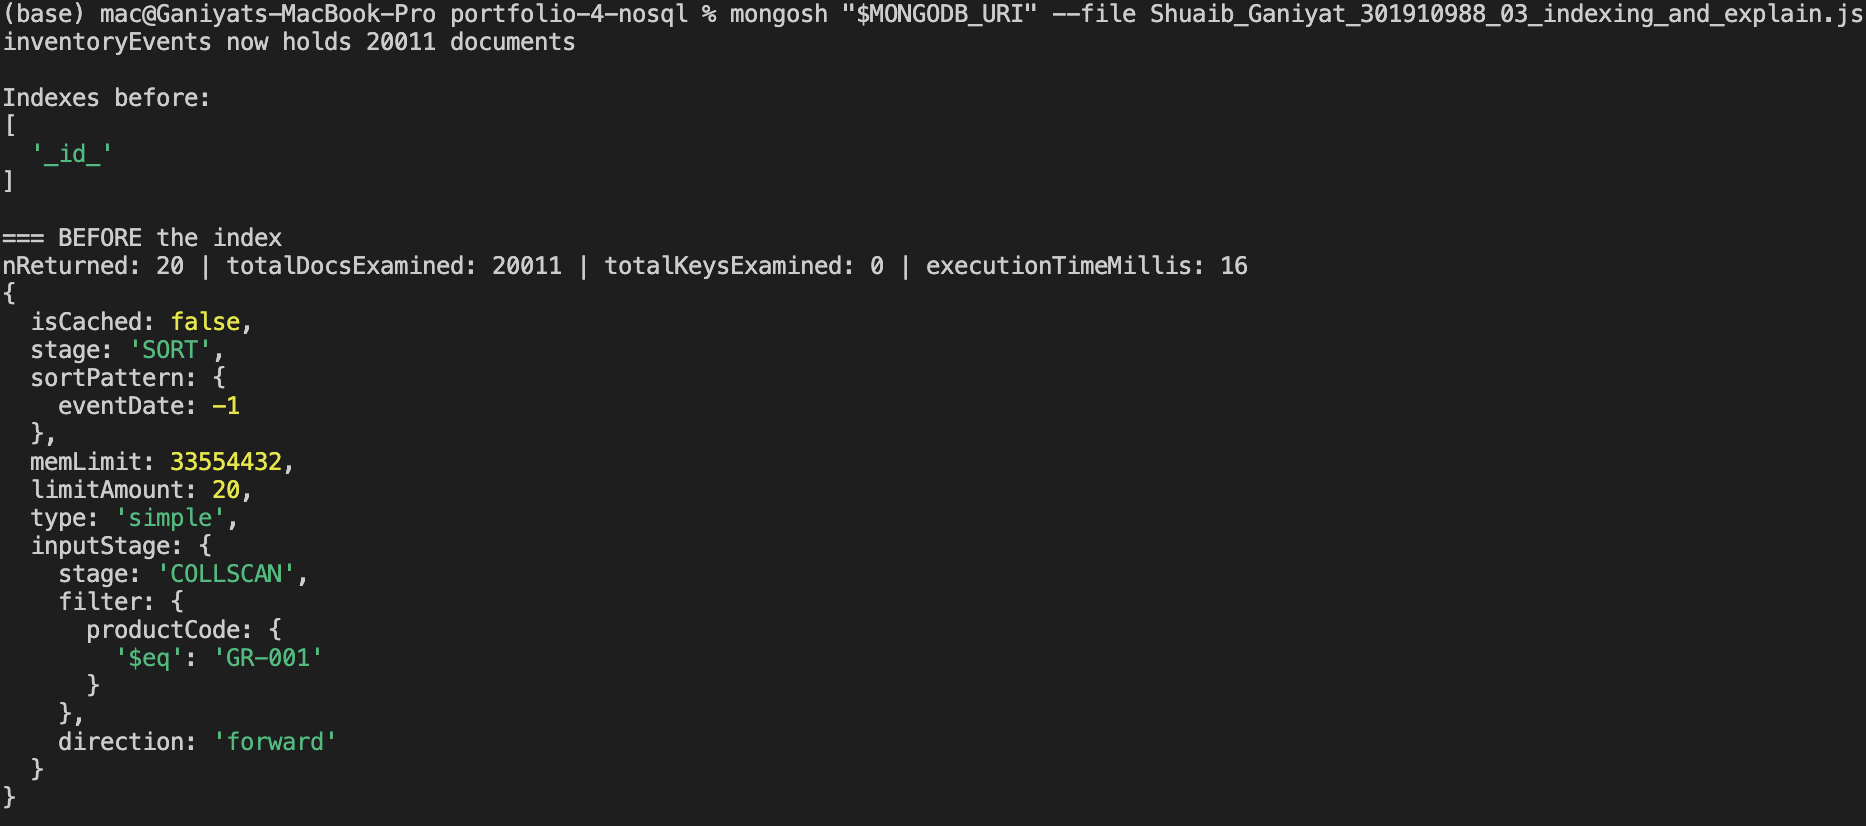 (base) mac@Ganiyats-MacBook-Pro portfolio-4-nosql % mongosh "$MONGODB_URI" --file Shuaib_Ganiyat_301910988_03_indexing_and_explain.js
inventoryEvents now holds 20011 documents

Indexes before:
[
  '_id_'
]

=== BEFORE the index
nReturned: 20 | totalDocsExamined: 20011 | totalKeysExamined: 0 | executionTimeMillis: 16
{
  isCached: false,
  stage: 'SORT',
  sortPattern: {
    eventDate: -1
  },
  memLimit: 33554432,
  limitAmount: 20,
  type: 'simple',
  inputStage: {
    stage: 'COLLSCAN',
    filter: {
      productCode: {
        '$eq': 'GR-001'
      }
    },
    direction: 'forward'
  }
}